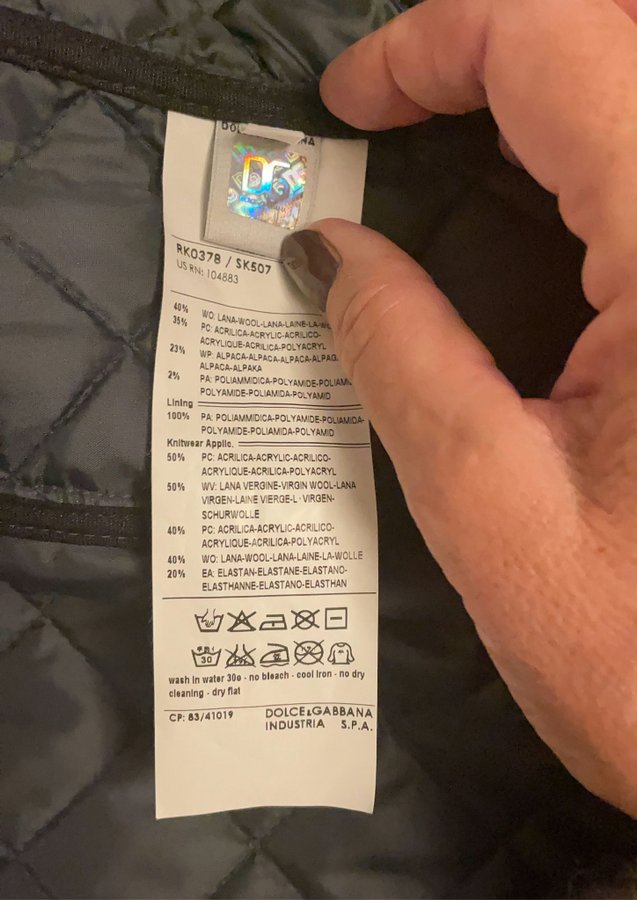 DG
RK0378 / SK507
US RN: 104883
40% WO: LANA-WOOL-LANA-LAINE-LA-
35% PC: ACRILICA-ACRYLIC-ACRILICO-
ACRYLIQUE-ACRILICA-POLYACRYL
23% WP: ALPACA-ALPACA-ALPACA-
ALPACA-ALPAKA
2% PA: POLIAMMIDICA-POLYAMIDE-
POLYAMIDE-POLIAMIDA-POLYAMID
Lining
100% PA: POLIAMMIDICA-POLYAMIDE-POLIAMIDA-
POLYAMIDE-POLIAMIDA-POLYAMID
Knitwear Applic.
50% PC: ACRILICA-ACRYLIC-ACRILICO-
ACRYLIQUE-ACRILICA-POLYACRYL
50% WV: LANA VERGINE-VIRGIN WOOL-LANA
VIRGEN-LAINE VIERGE-L·VIRGEN-
SCHURWOLLE
40% PC: ACRILICA-ACRYLIC-ACRILICO-
ACRYLIQUE-ACRILICA-POLYACRYL
40% WO: LANA-WOOL-LANA-LAINE-LA-WOLLE
20% EA: ELASTAN-ELASTANE-ELASTANO-
ELASTHANNE-ELASTANO-ELASTHAN
30
wash in water 30o - no bleach - cool iron - no dry
cleaning - dry flat
CP: 83/41019 DOLCE&GABBANA
INDUSTRIA S.P.A.